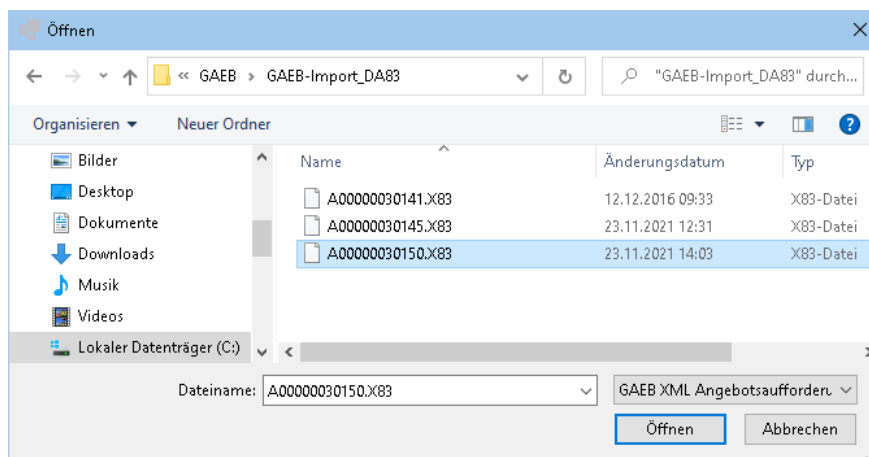 Öffnen
« GAEB > GAEB-Import_DA83
"GAEB-Import_DA83" durch...
Organisieren Neuer Ordner
Bilder
Desktop
Dokumente
Downloads
Musik
Videos
Lokaler Datenträger (C:)
Name Änderungsdatum Typ
A00000030141.X83 12.12.2016 09:33 X83-Datei
A00000030145.X83 23.11.2021 12:31 X83-Datei
A00000030150.X83 23.11.2021 14:03 X83-Datei
Dateiname: A00000030150.X83 GAEB XML Angebotsaufforderu
Öffnen Abbrechen